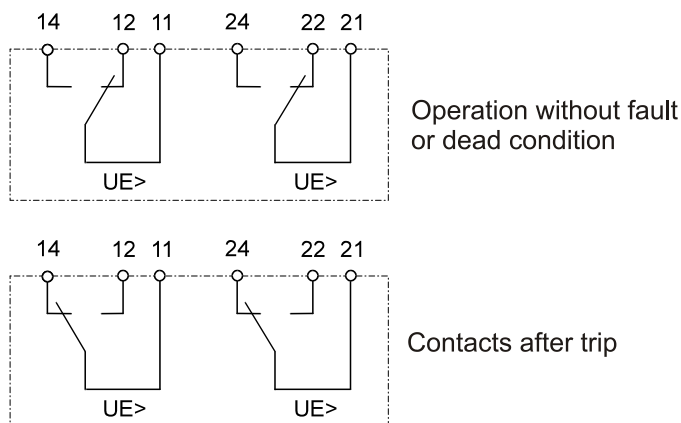 14 12 11 24 22 21
Operation without fault
or dead condition
UE> UE>
14 12 11 24 22 21
Contacts after trip
UE> UE>